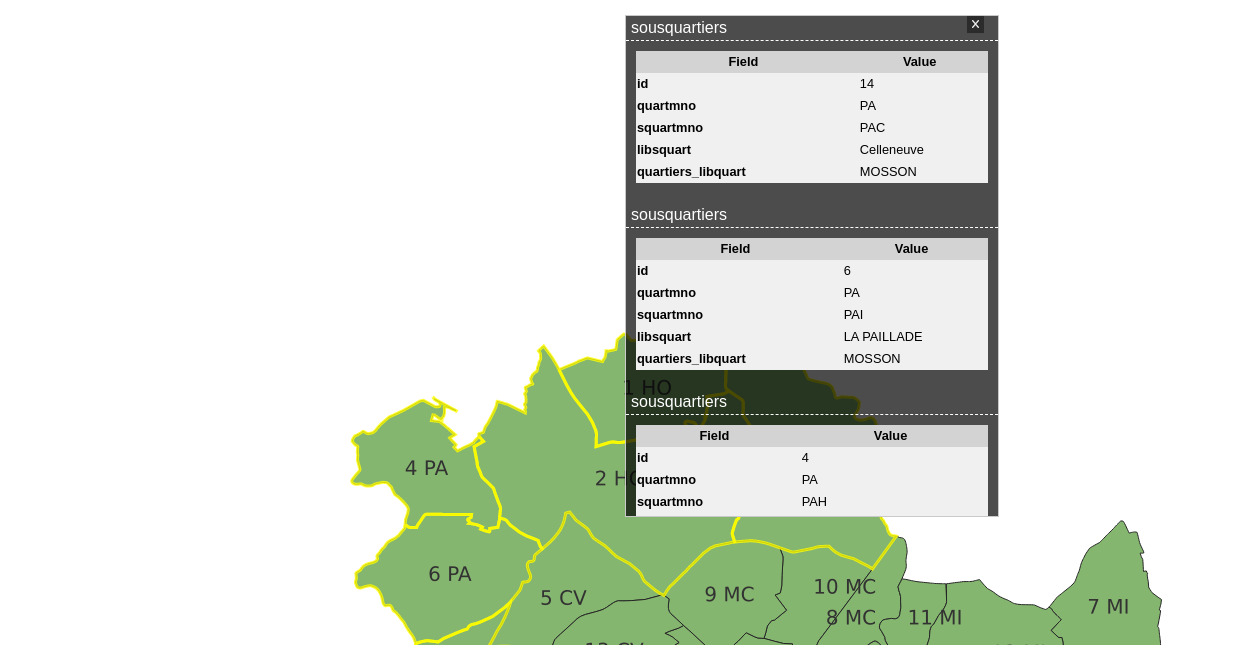 sousquartiers
x
Field Value
id 14
quartmno PA
squartmno PAC
libsquart Celleneuve
quartiers_libquart MOSSON
sousquartiers
Field Value
id 6
quartmno PA
squartmno PAI
libsquart LA PAILLADE
quartiers_libquart MOSSON
sousquartiers
Field Value
id 4
quartmno PA
squartmno PAH
1 HO
4 PA
2 HO
6 PA
5 CV
9 MC
10 MC
8 MC
11 MI
7 MI